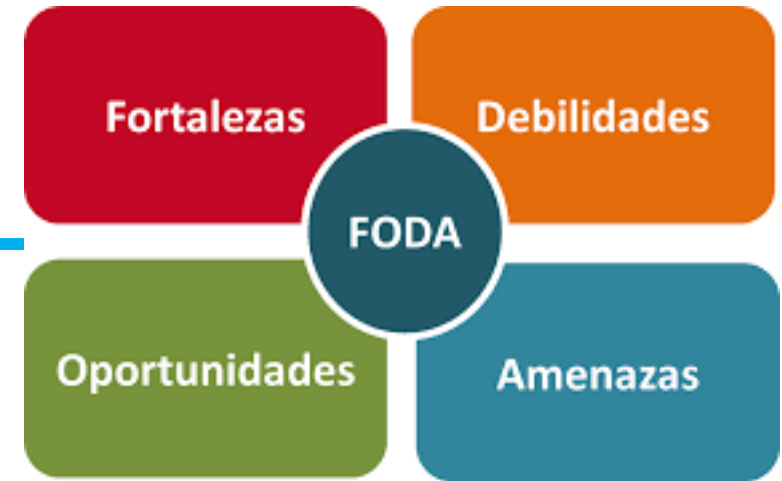 Fortalezas
Debilidades
FODA
Oportunidades
Amenazas